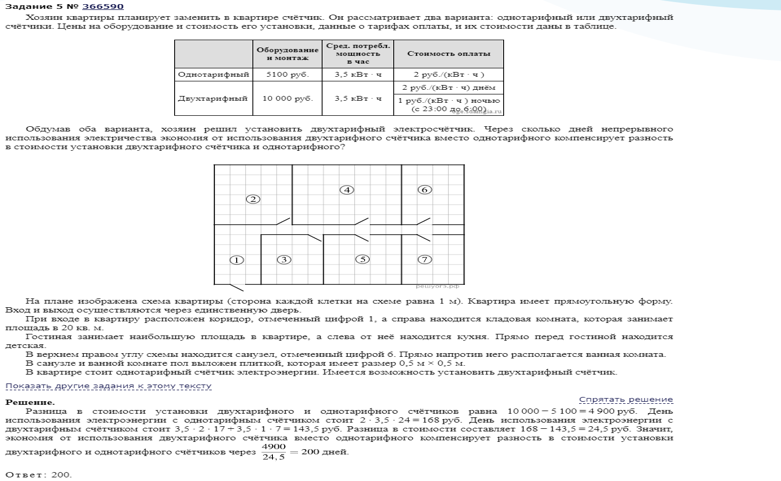 Задание 5 № 366590
Хозяин квартиры планирует заменить в квартире счётчик. Он рассматривает два варианта: однотарифный или двухтарифный
счётчики. Цены на оборудование и стоимость его установки, данные о тарифах оплаты, и их стоимости даны в таблице.
Оборудование и монтаж
Сред. потребл. мощность в час
Стоимость оплаты
Однотарифный 5100 руб. 3,5 кВт · ч 2 руб./(кВт · ч )
Двухтарифный 10 000 руб. 3,5 кВт · ч
2 руб./(кВт · ч) днём
1 руб./(кВт · ч ) ночью
(с 23:00 до 6:00)
Обдумав оба варианта, хозяин решил установить двухтарифный электросчётчик. Через сколько дней непрерывного
использования электричества экономия от использования двухтарифного счётчика вместо однотарифного компенсирует разность
в стоимости установки двухтарифного счётчика и однотарифного?
2
4
6
1
3
5
7
решуогэ.рф
На плане изображена схема квартиры (сторона каждой клетки на схеме равна 1 м). Квартира имеет прямоугольную форму.
Вход и выход осуществляются через единственную дверь.
При входе в квартиру расположен коридор, отмеченный цифрой 1, а справа находится кладовая комната, которая занимает
площадь в 20 кв. м.
Гостиная занимает наибольшую площадь в квартире, а слева от неё находится кухня. Прямо перед гостиной находится
детская.
В верхнем правом углу схемы находится санузел, отмеченный цифрой 6. Прямо напротив него располагается ванная комната.
В санузле и ванной комнате пол выложен плиткой, которая имеет размер 0,5 м × 0,5 м.
В квартире стоит однотарифный счётчик электроэнергии. Имеется возможность установить двухтарифный счётчик.
Показать другие задания к этому тексту
Спрятать решение
Решение.
Разница в стоимости установки двухтарифного и однотарифного счётчиков равна 10 000 − 5 100 = 4 900 руб. День
использования электроэнергии с однотарифным счётчиком стоит 2 · 3,5 · 24 = 168 руб. День использования электроэнергии с
двухтарифным счётчиком стоит 3,5 · 2 · 17 + 3,5 · 1 · 7 = 143,5 руб. Разница в стоимости составляет 168 − 143,5 = 24,5 руб. Значит,
экономия от использования двухтарифного счётчика вместо однотарифного компенсирует разность в стоимости установки
двухтарифного и однотарифного счётчиков через 4900/24,5 = 200 дней.
Ответ: 200.